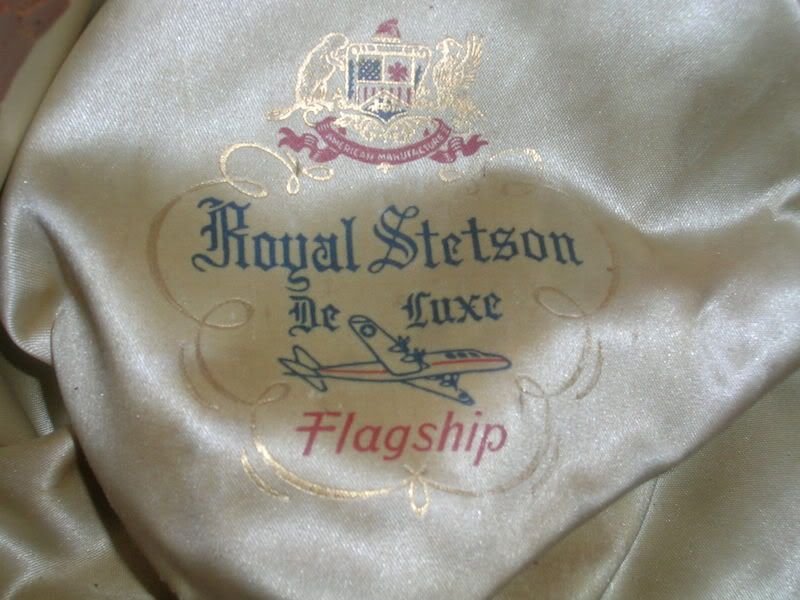 AMERICAN MANUFACTURE
Royal Stetson
De Luxe
Flagship